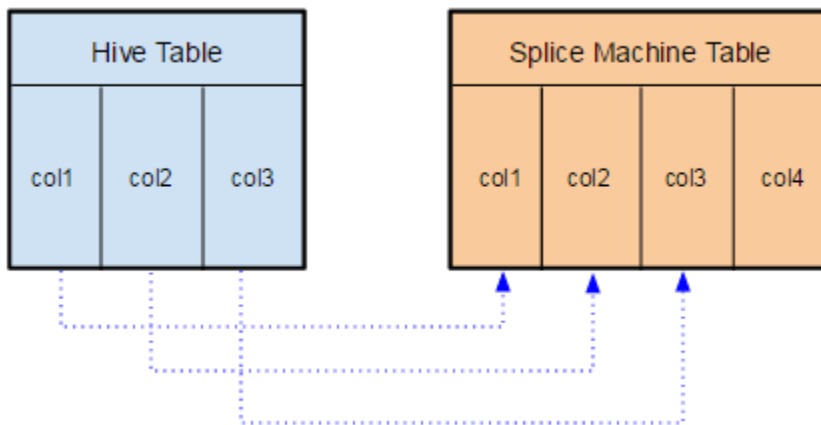 Hive Table
col1 col2 col3
Splice Machine Table
col1 col2 col3 col4